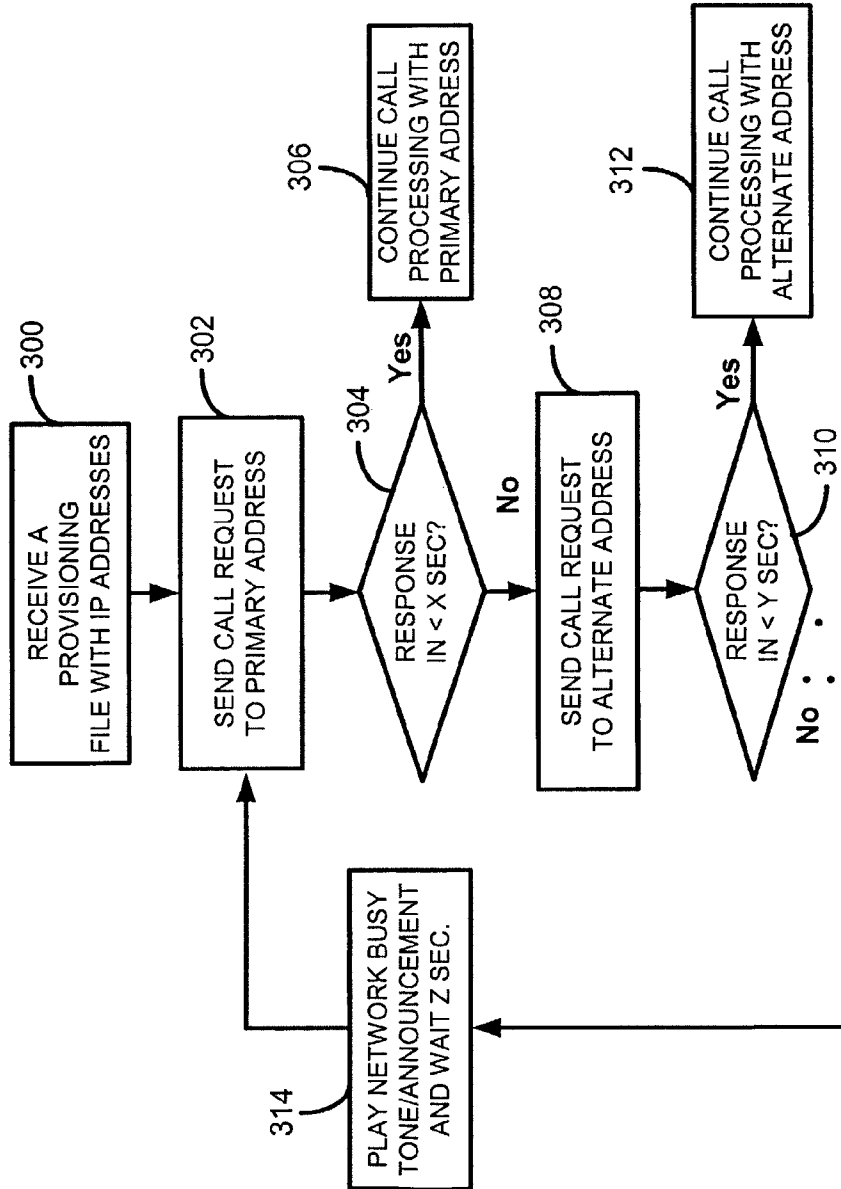 300
RECEIVE A
PROVISIONING
FILE WITH IP ADDRESSES
302
SEND CALL REQUEST
TO PRIMARY ADDRESS
304
RESPONSE
IN < X SEC?
Yes
306
CONTINUE CALL
PROCESSING WITH
PRIMARY ADDRESS
No
308
SEND CALL REQUEST
TO ALTERNATE ADDRESS
310
RESPONSE
IN < Y SEC?
Yes
312
CONTINUE CALL
PROCESSING WITH
ALTERNATE ADDRESS
No
314
PLAY NETWORK BUSY
TONE/ANNOUNCEMENT
AND WAIT Z SEC.